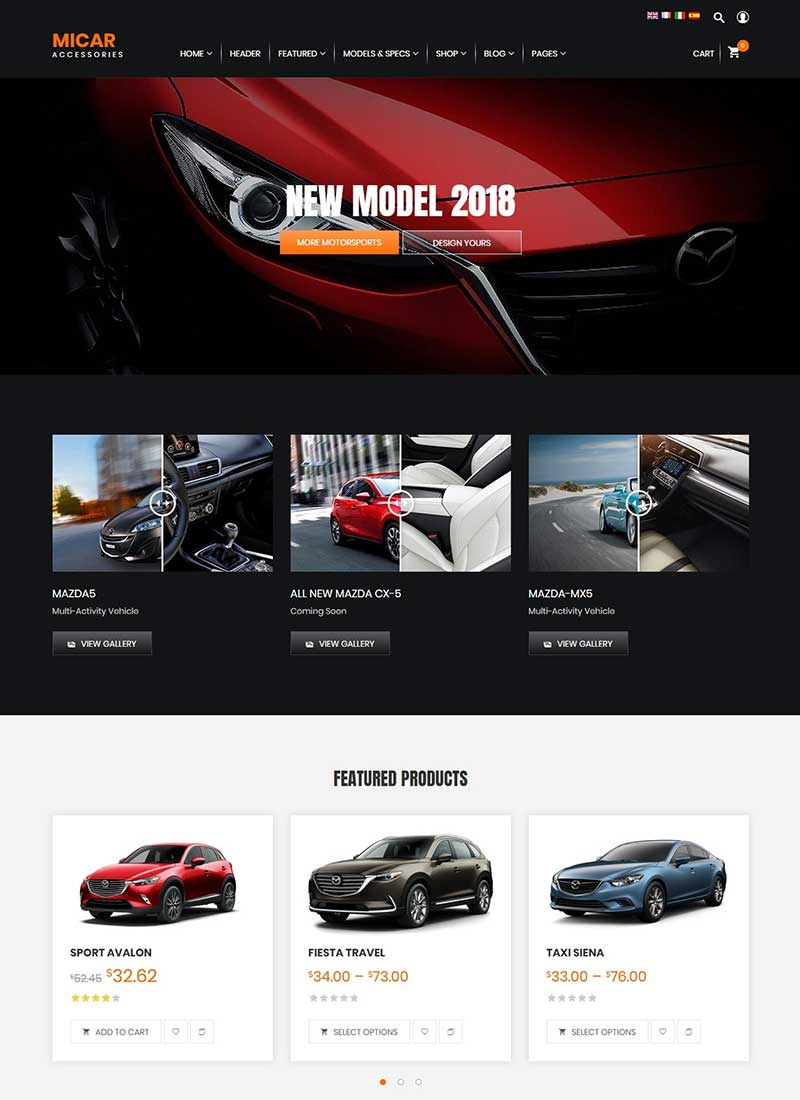 MICAR
ACCESSORIES
HOME HEADER FEATURED MODELS & SPECS SHOP BLOG PAGES
CART 0
NEW MODEL 2018
MORE MOTORSPORTS DESIGN YOURS
MAZDA5 ALL NEW MAZDA CX-5 MAZDA-MX5
Multi-Activity Vehicle Coming Soon Multi-Activity Vehicle
VIEW GALLERY VIEW GALLERY VIEW GALLERY
FEATURED PRODUCTS
SPORT AVALON FIESTA TRAVEL TAXI SIENA
$52.45 $32.62 $34.00 – $73.00 $33.00 – $76.00
ADD TO CART SELECT OPTIONS SELECT OPTIONS